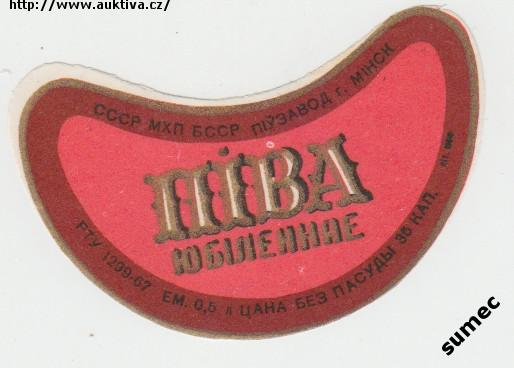 http://www.auktiva.cz/
СССР МХП БССР ПІЎЗАВОД г. МІНСК
ПІВА
ЮБІЛЕЙНАЕ
РТУ 1299-67 ЕМ. 0,5 л ЦАНА БЕЗ ПАСУДЫ 36 КАП.
sumec